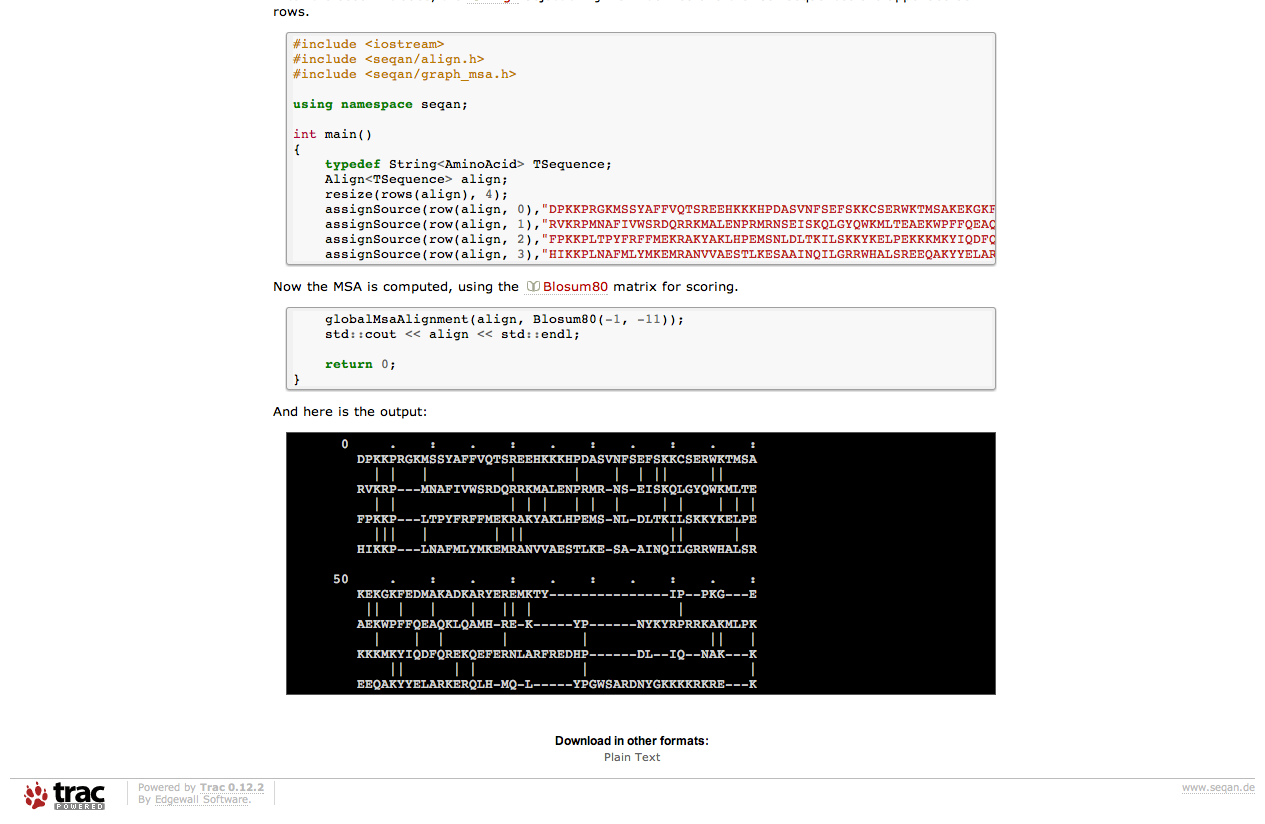 rows.
#include <iostream>
#include <seqan/align.h>
#include <seqan/graph_msa.h>
using namespace seqan;
int main()
{
    typedef String<AminoAcid> TSequence;
    Align<TSequence> align;
    resize(rows(align), 4);
    assignSource(row(align, 0),"DPKKPRGKMSSYAFFVQTSREEHKKKHPDASVNFSEFSKKCSERWKTMSAKEKGKF
    assignSource(row(align, 1),"RVKRPMNAFIVWSRDQRRKMALENPRMRNSEISKQLGYQWKMLTEAEKWPFFQEAQ
    assignSource(row(align, 2),"FPKKPLTPYFRFFMEKRAKYAKLHPEMSNLDLTKILSKKYKELPEKKKMKYIQDFQ
    assignSource(row(align, 3),"HIKKPLNAFMLYMKEMRANVVAESTLKESAAINQILGRRWHALSREEQAKYYELAR
Now the MSA is computed, using the Blosum80 matrix for scoring.
    globalMsaAlignment(align, Blosum80(-1, -11));
    std::cout << align << std::endl;
    return 0;
}
And here is the output:
0     .    :    .    :    .    :    .    :    .    :
DPKKPRGKMSSYAFFVQTSREEHKKKHPDASVNFSEFSKKCSERWKTMSA
  | |   |          |       |    |  | ||     ||
RVKRP---MNAFIVWSRDQRRKMALENPRMR-NS-EISKQLGYQWKMLTE
  | |              | | |   | |  |     | |    | | |
FPKKP---LTPYFRFFMEKRAKYAKLHPEMS-NL-DLTKILSKKYKELPE
  |||   |        | ||                  ||      |
HIKKP---LNAFMLYMKEMRANVVAESTLKE-SA-AINQILGRRWHALSR
50     .    :    .    :    .    :    .    :    .    :
KEKGKFEDMAKADKARYEREMKTY---------------IP--PKG---E
 ||  |   |    |   || |                  |
AEKWPFFQEAQKLQAMH-RE-K-----YP------NYKYRPRRKAKMLPK
  |    |  |       |         |               ||   |
KKKMKYIQDFQREKQEFERNLARFREDHP------DL--IQ--NAK---K
    ||      | |             |                    |
EEQAKYYELARKERQLH-MQ-L-----YPGWSARDNYGKKKKRKRE---K
Download in other formats:
Plain Text
trac
POWERED
Powered by Trac 0.12.2
By Edgewall Software.
www.seqan.de